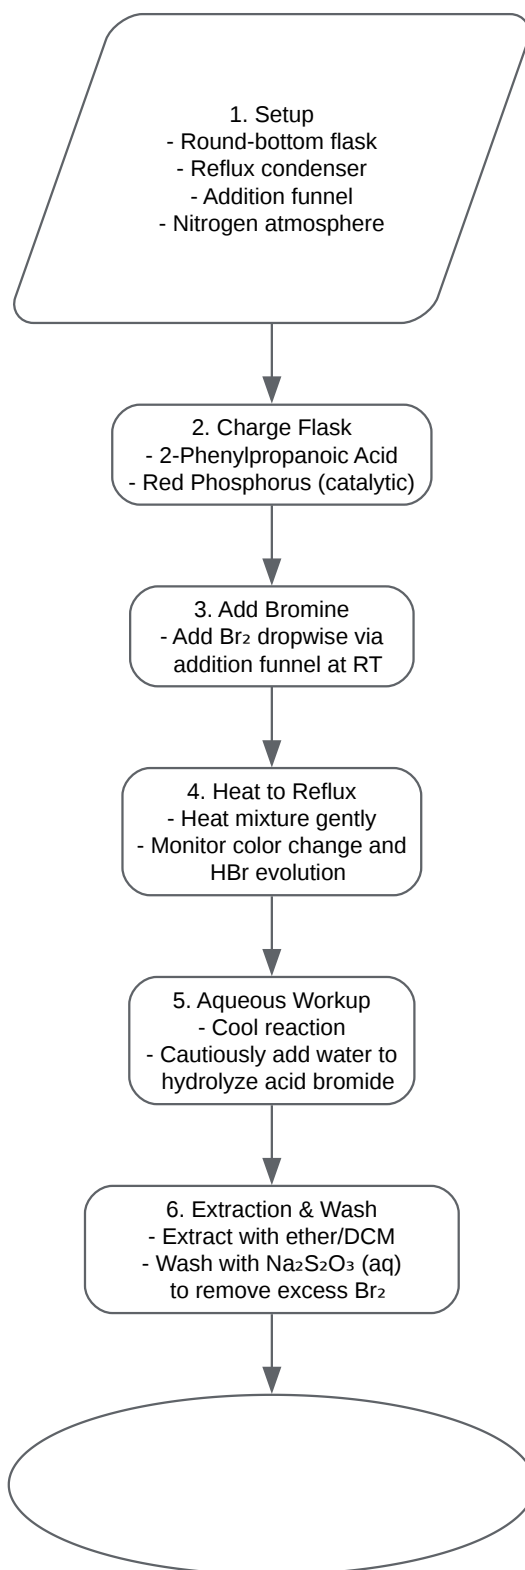 1. Setup
- Round-bottom flask
- Reflux condenser
- Addition funnel
- Nitrogen atmosphere
2. Charge Flask
- 2-Phenylpropanoic Acid
- Red Phosphorus (catalytic)
3. Add Bromine
- Add Br₂ dropwise via
addition funnel at RT
4. Heat to Reflux
- Heat mixture gently
- Monitor color change and
HBr evolution
5. Aqueous Workup
- Cool reaction
- Cautiously add water to
hydrolyze acid bromide
6. Extraction & Wash
- Extract with ether/DCM
- Wash with Na₂S₂O₃ (aq)
to remove excess Br₂